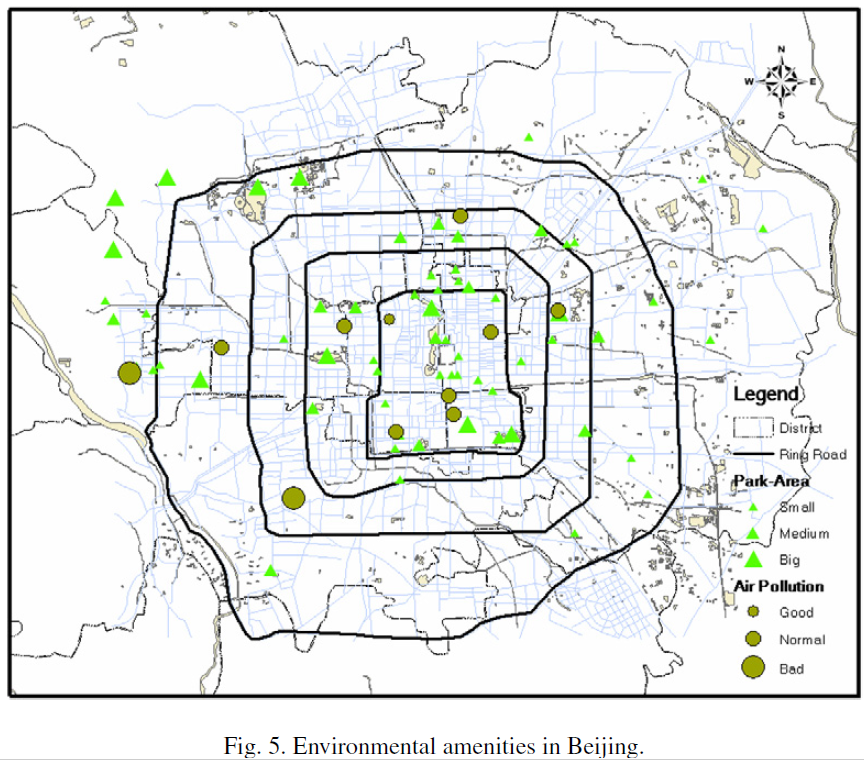 N
W E
S
Legend
District
Ring Road
Park-Area
Small
Medium
Big
Air Pollution
Good
Normal
Bad
Fig. 5. Environmental amenities in Beijing.